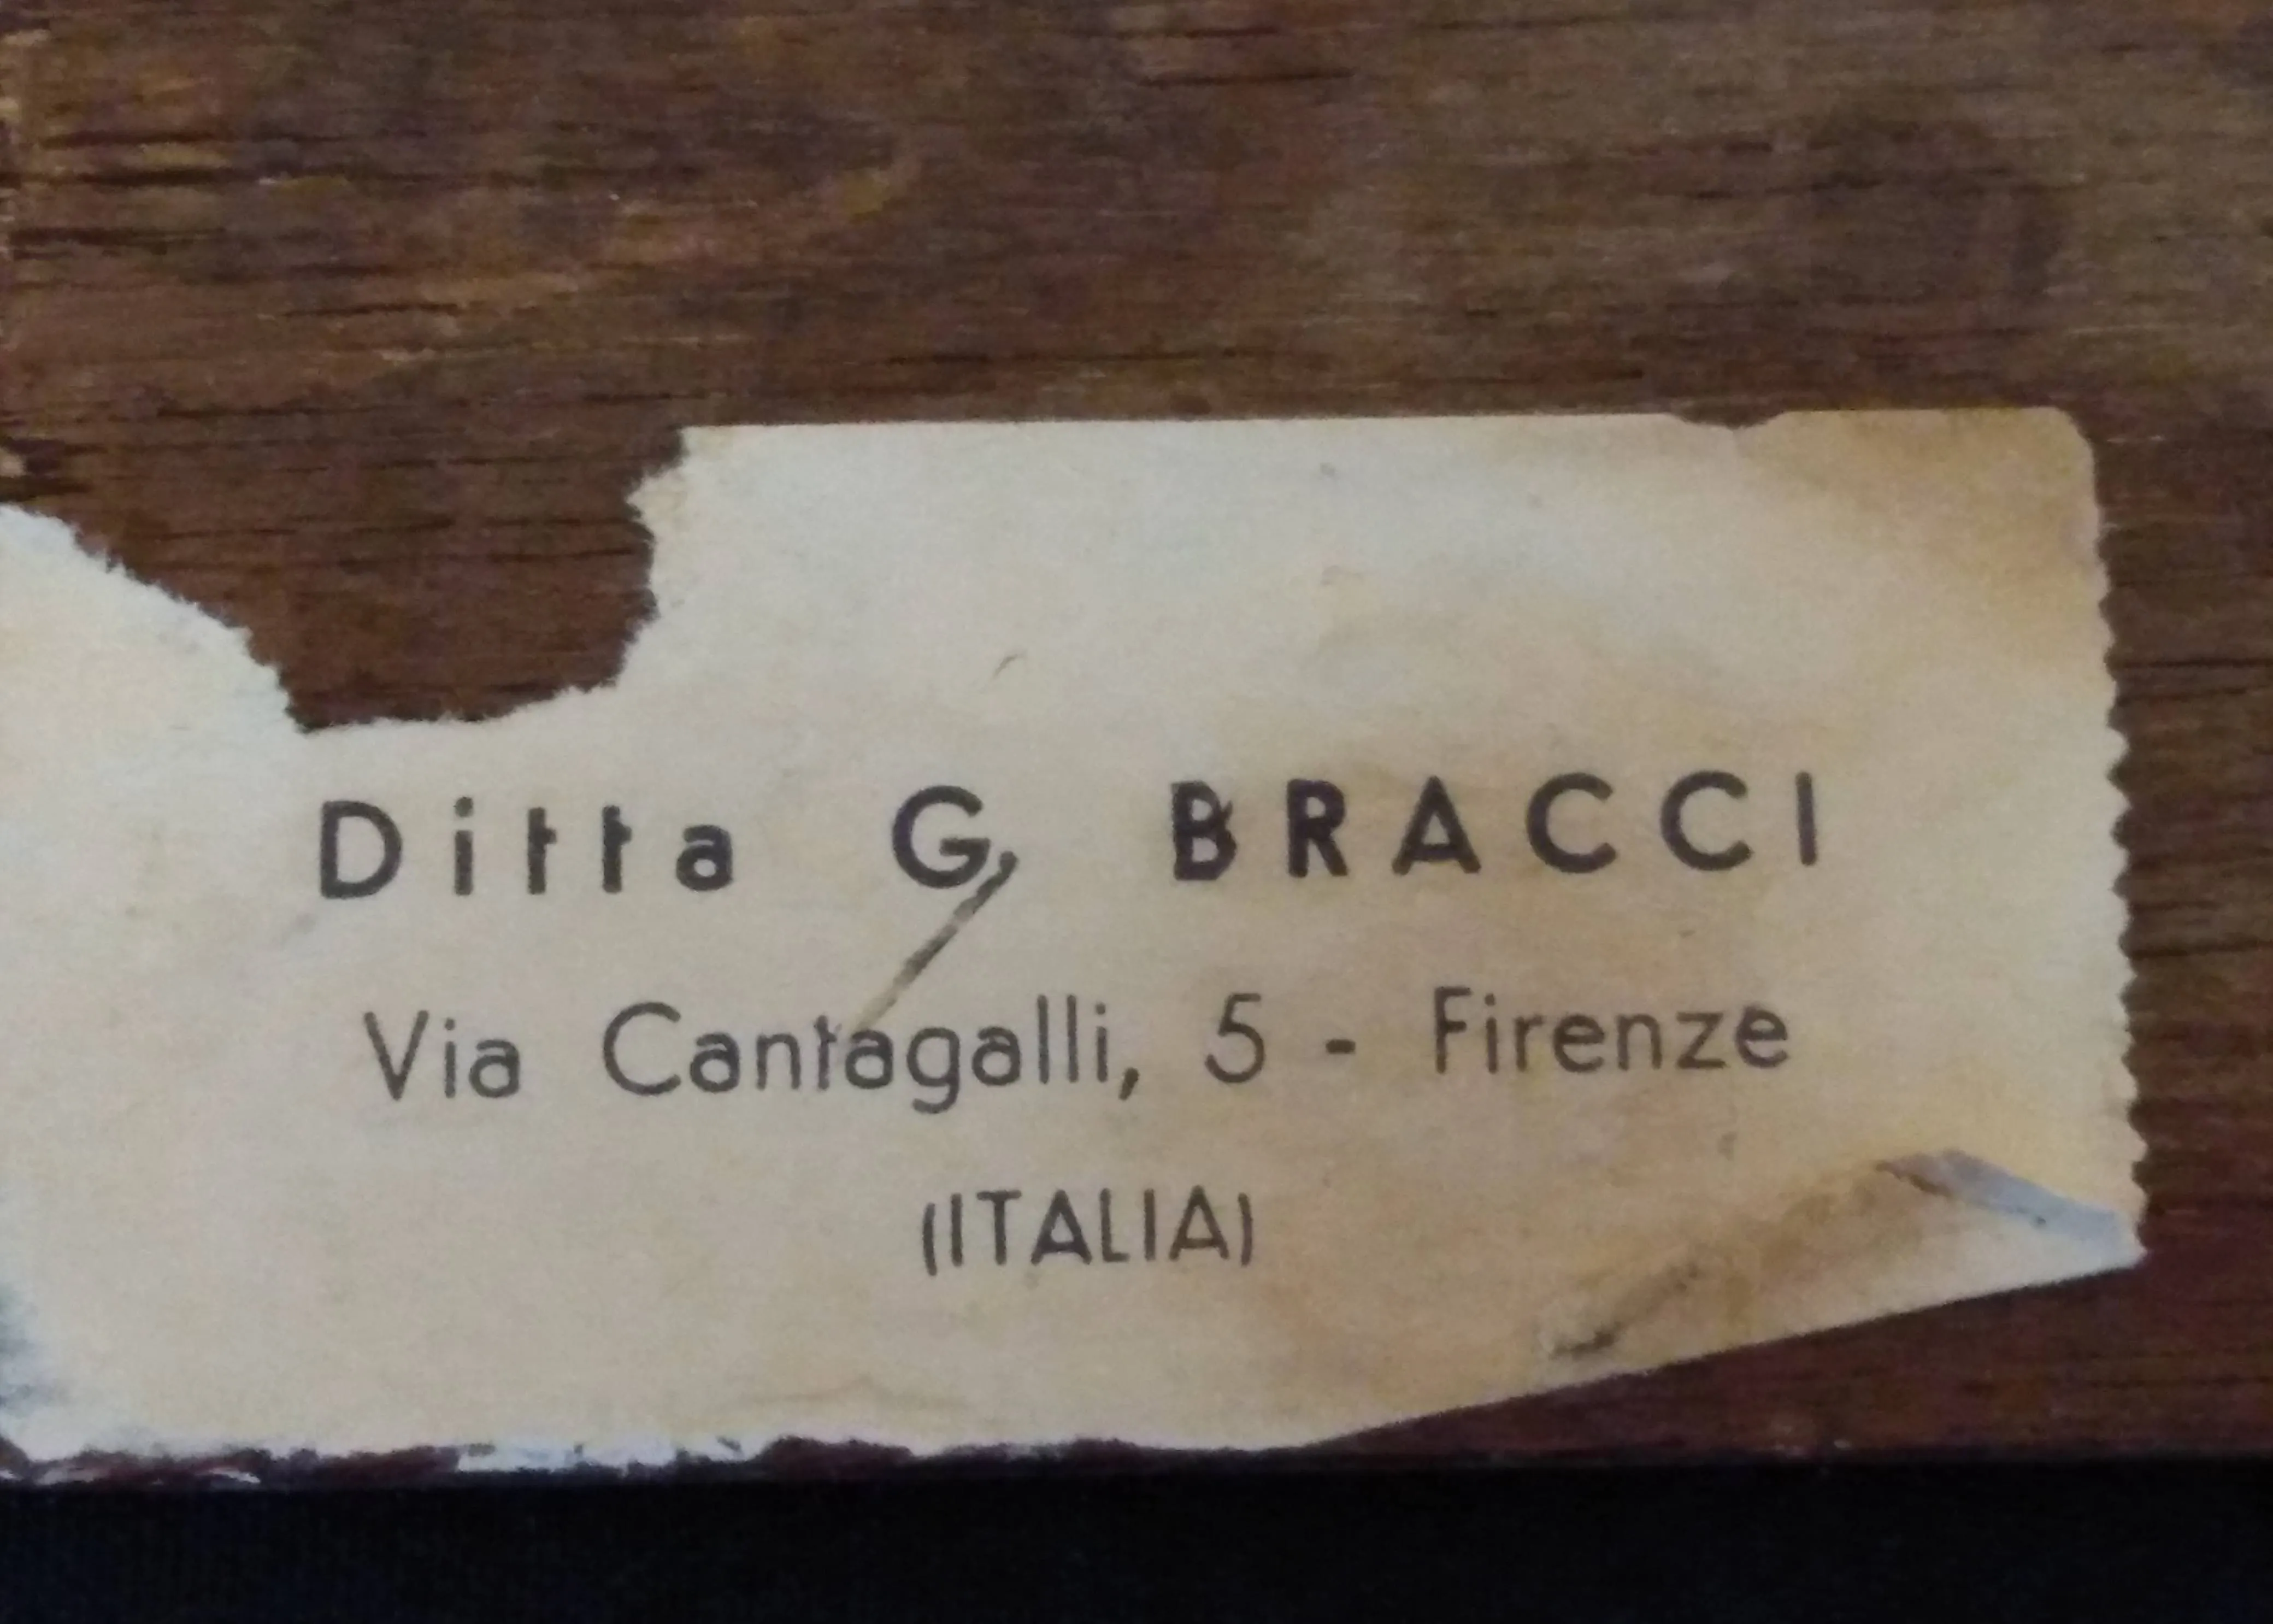 Ditta G. BRACCI
Via Cantagalli, 5 - Firenze
(ITALIA)